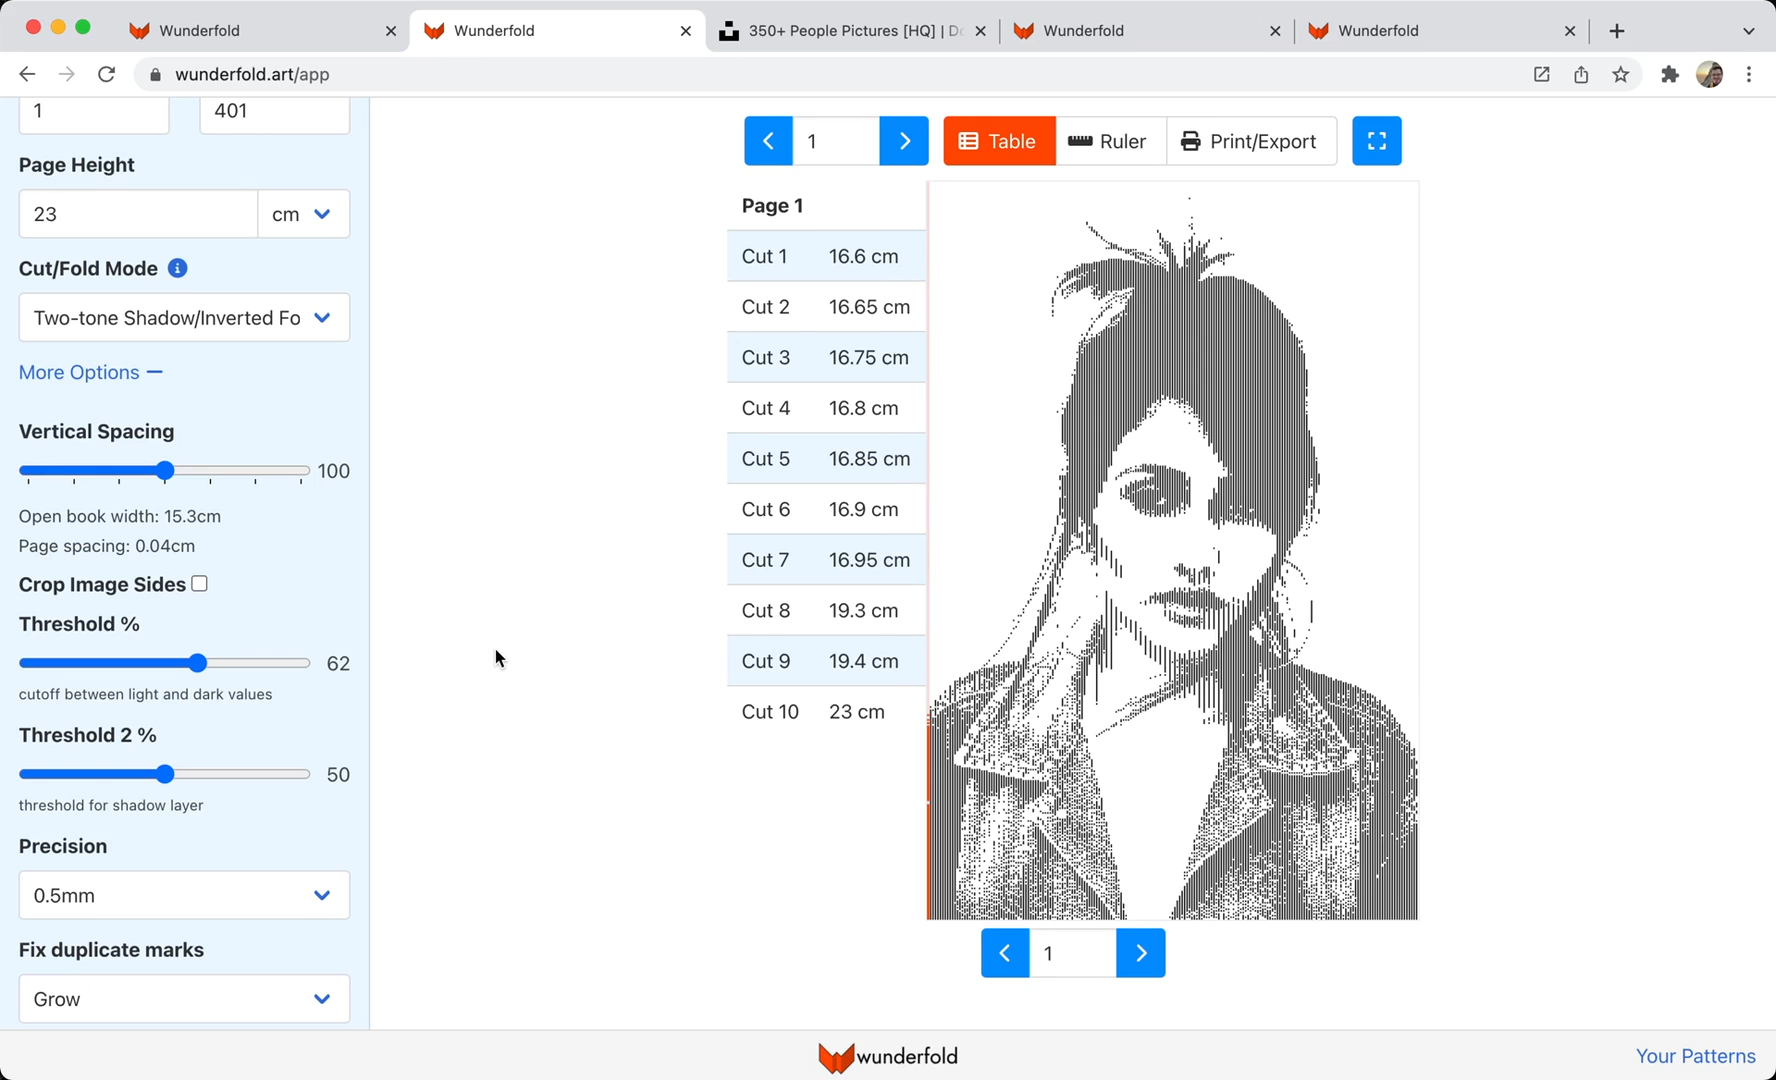 Wunderfold
Wunderfold
350+ People Pictures [HQ] | Do
Wunderfold
Wunderfold
wunderfold.art/app
1
401
Page Height
23
cm
Cut/Fold Mode
Two-tone Shadow/Inverted Fo
More Options
Vertical Spacing
100
Open book width: 15.3cm
Page spacing: 0.04cm
Crop Image Sides
Threshold %
62
cutoff between light and dark values
Threshold 2 %
50
threshold for shadow layer
Precision
0.5mm
Fix duplicate marks
Grow
1
Table
Ruler
Print/Export
Page 1
Cut 1 16.6 cm
Cut 2 16.65 cm
Cut 3 16.75 cm
Cut 4 16.8 cm
Cut 5 16.85 cm
Cut 6 16.9 cm
Cut 7 16.95 cm
Cut 8 19.3 cm
Cut 9 19.4 cm
Cut 10 23 cm
1
wunderfold
Your Patterns